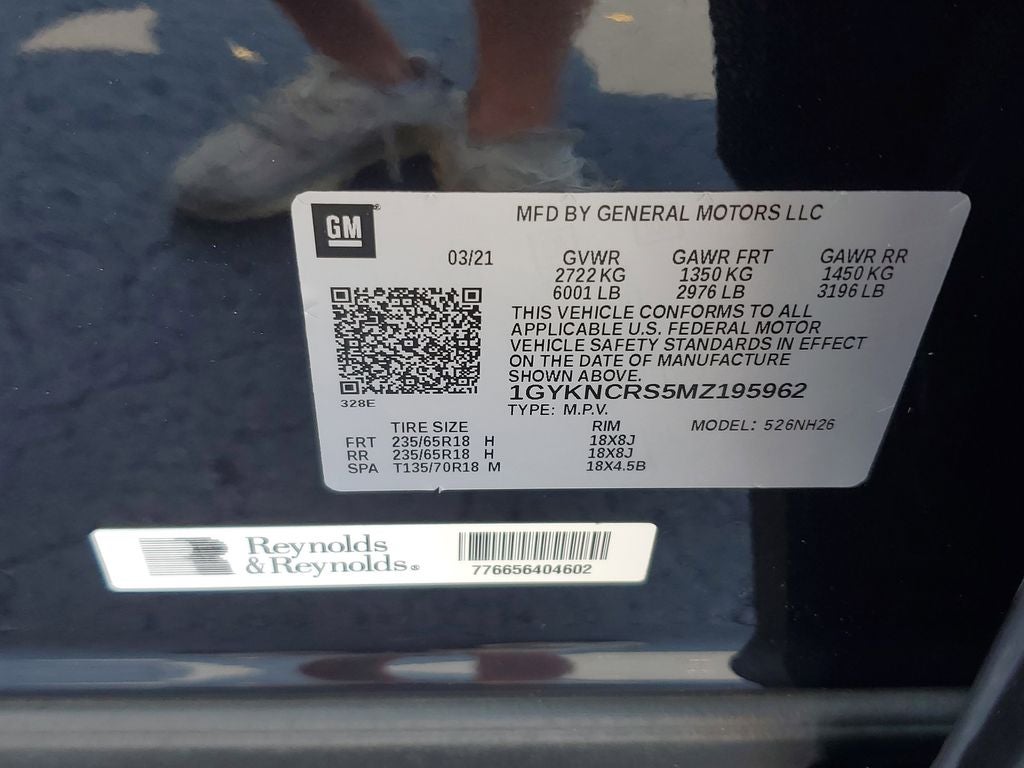 GM®
MFD BY GENERAL MOTORS LLC
03/21 GVWR GAWR FRT GAWR RR
2722 KG 1350 KG 1450 KG
6001 LB 2976 LB 3196 LB
THIS VEHICLE CONFORMS TO ALL
APPLICABLE U.S. FEDERAL MOTOR
VEHICLE SAFETY STANDARDS IN EFFECT
ON THE DATE OF MANUFACTURE
SHOWN ABOVE.
1GYKNCRS5MZ195962
328E
TYPE: M.P.V.
TIRE SIZE RIM MODEL: 526NH26
FRT 235/65R18 H 18X8J
RR 235/65R18 H 18X8J
SPA T135/70R18 M 18X4.5B
Reynolds
& Reynolds®
776656404602